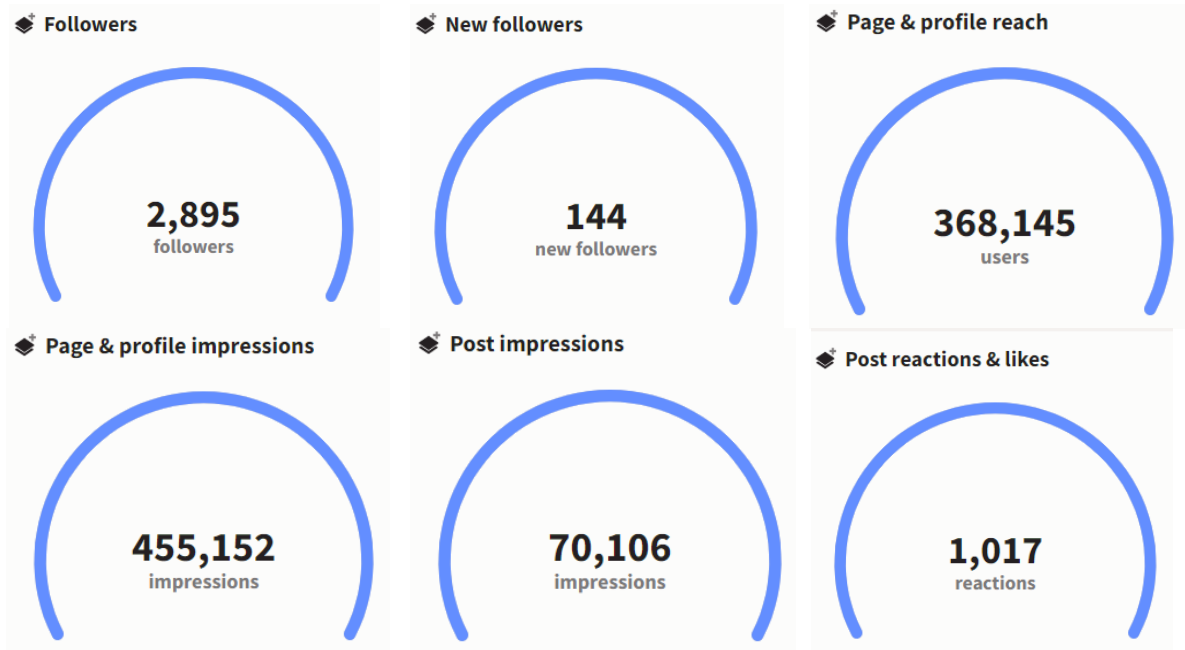 Followers
2,895
followers
New followers
144
new followers
Page & profile reach
368,145
users
Page & profile impressions
455,152
impressions
Post impressions
70,106
impressions
Post reactions & likes
1,017
reactions